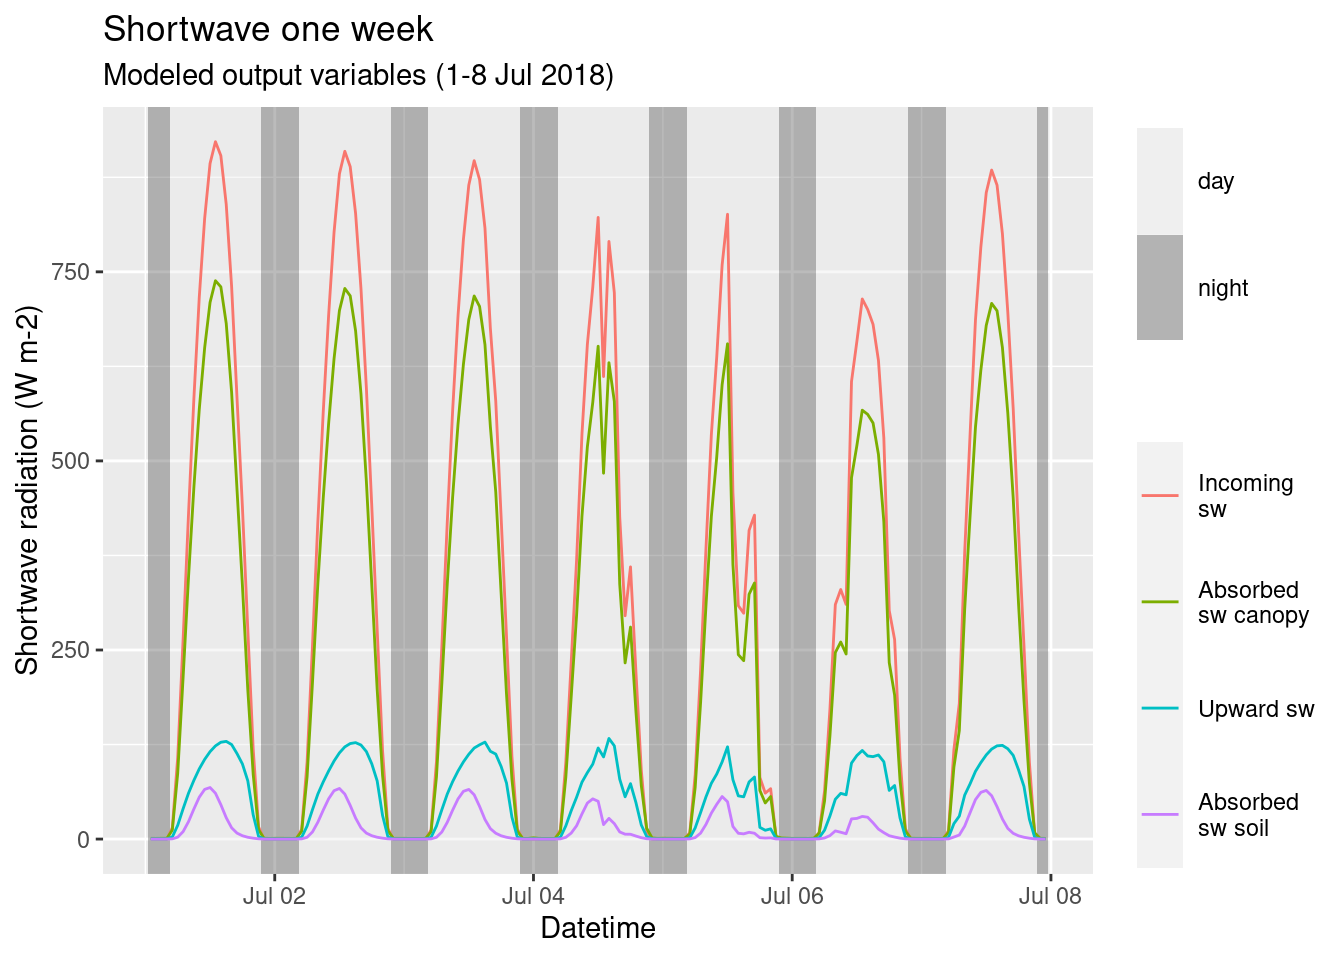 Shortwave one week
Modeled output variables (1-8 Jul 2018)
Shortwave radiation (W m-2)
750
500
250
0
Jul 02
Jul 04
Jul 06
Jul 08
Datetime
day
night
Incoming
sw
Absorbed
sw canopy
Upward sw
Absorbed
sw soil